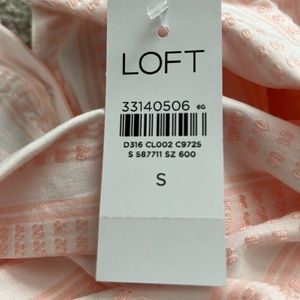 LOFT
33140506 6G
D316 CL002 C9725
S 587711 SZ 600
S